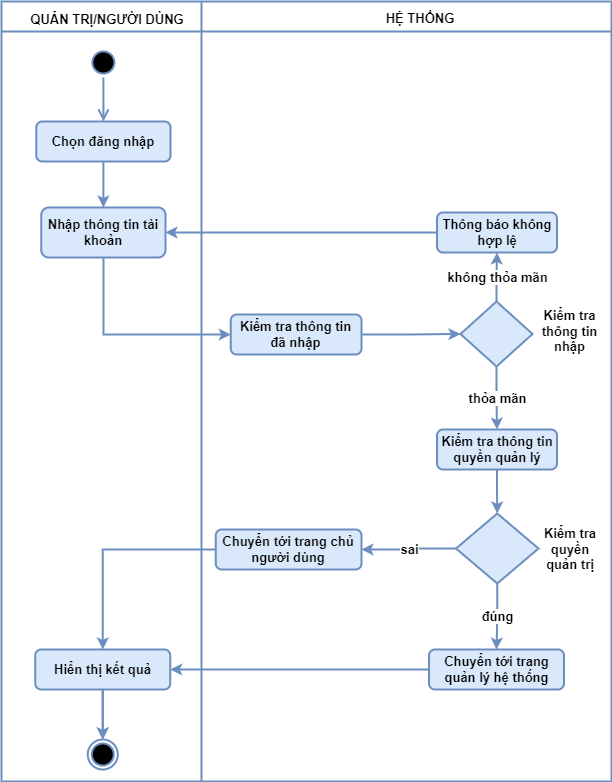 QUẢN TRỊ/NGƯỜI DÙNG
HỆ THỐNG
Chọn đăng nhập
Nhập thông tin tài
khoản
Thông báo không
hợp lệ
không thỏa mãn
Kiểm tra thông tin
đã nhập
Kiểm tra
thông tin
nhập
thỏa mãn
Kiểm tra thông tin
quyền quản lý
Chuyển tới trang chủ
người dùng
sai
Kiểm tra
quyền
quản trị
đúng
Hiển thị kết quả
Chuyển tới trang
quản lý hệ thống